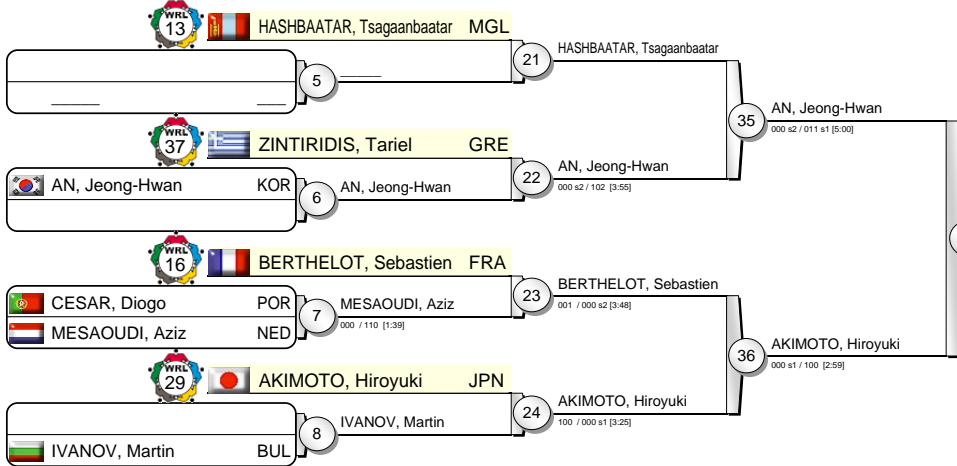 WRL
13
HASHBAATAR, Tsagaanbaatar MGL
21
HASHBAATAR, Tsagaanbaatar
5
_____
_____ ___
35
AN, Jeong-Hwan
000 s2 / 011 s1 [5:00]
WRL
37
ZINTIRIDIS, Tariel GRE
22
AN, Jeong-Hwan
000 s2 / 102 [3:55]
AN, Jeong-Hwan KOR
6
AN, Jeong-Hwan
WRL
16
BERTHELOT, Sebastien FRA
23
BERTHELOT, Sebastien
001 / 000 s2 [3:48]
CESAR, Diogo POR
MESAOUDI, Aziz NED
7
MESAOUDI, Aziz
000 / 110 [1:39]
36
AKIMOTO, Hiroyuki
000 s1 / 100 [2:59]
WRL
29
AKIMOTO, Hiroyuki JPN
24
AKIMOTO, Hiroyuki
100 / 000 s1 [3:25]
8
IVANOV, Martin
IVANOV, Martin BUL